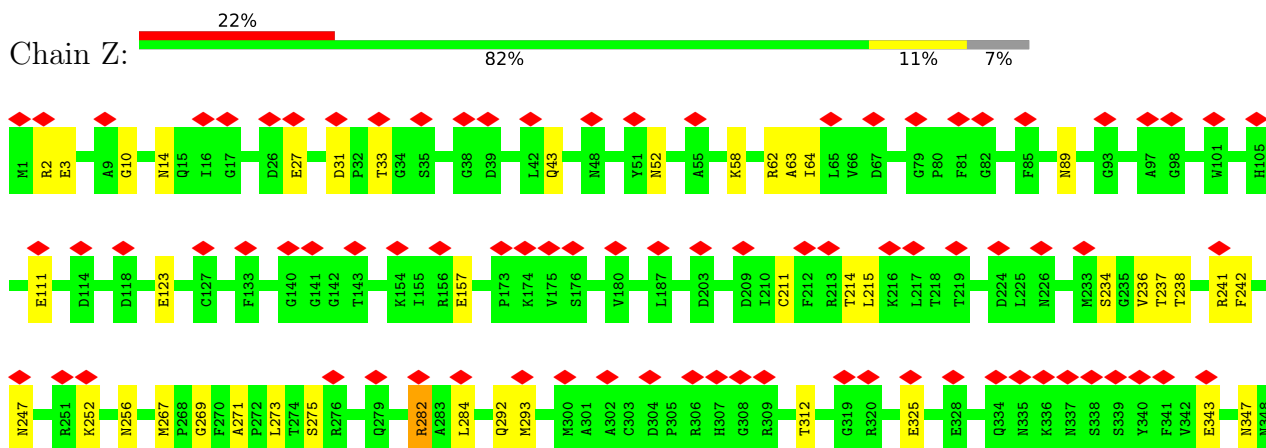 22%
Chain Z:
82% 11% 7%
M1 R2 E3 A9 G10 N14 Q15 I16 G17 D26 E27 D31 P32 T33 G34 S35 G38 D39 L42 Q43 N48 Y51 N52 A55 K58 R62 A63 I64 L65 V66 D67 G79 P80 F81 G82 F85 N89 G93 A97 G98 W101 H105
E111 D114 D118 E123 C127 F133 G140 G141 G142 T143 K154 I155 R156 E157 P173 K174 V175 S176 V180 L187 D203 D209 I210 C211 F212 R213 T214 L215 K216 L217 T218 T219 D224 L225 N226 M233 S234 G235 V236 T237 T238 R241 F242
N247 R251 K252 N256 M267 P268 G269 F270 A271 P272 L273 T274 S275 R276 Q279 R282 A283 L284 Q292 M293 M300 A301 A302 C303 D304 P305 R306 H307 G308 R309 T312 G319 R320 E325 E328 Q334 N335 K336 N337 S338 S339 Y340 F341 V342 E343 N347 N348